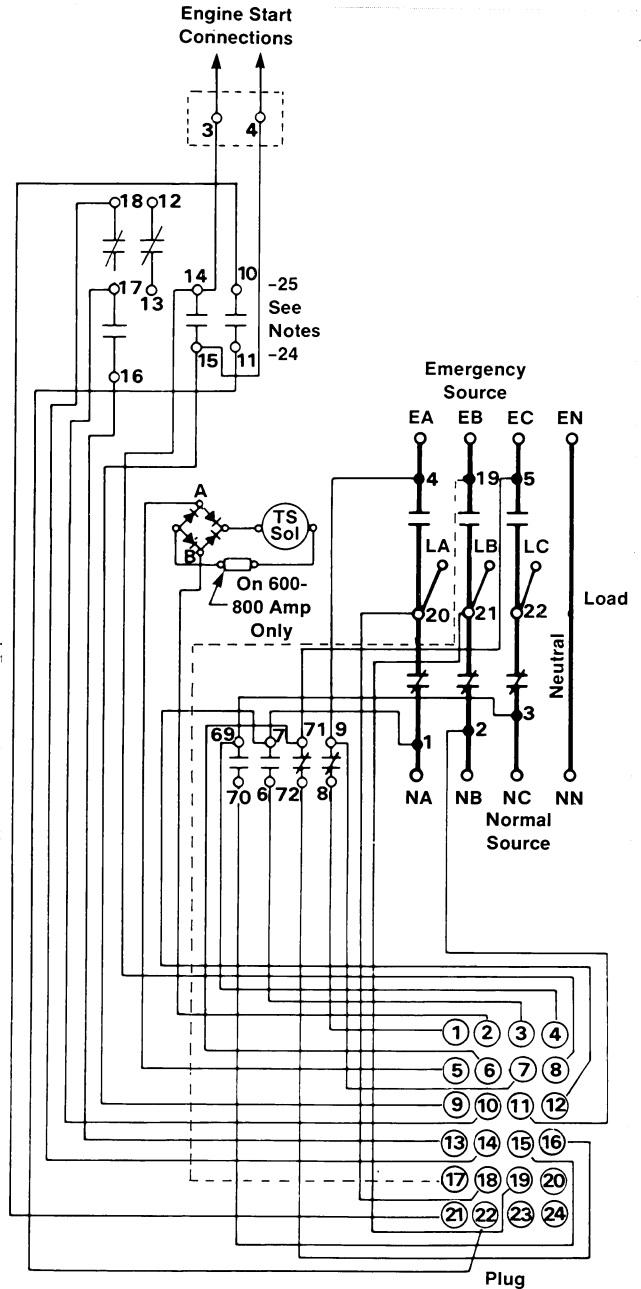 Engine Start
Connections
3 4
18 12
14 10
-25
17
13
See
Notes
15 11
-24
16
Emergency
Source
EA EB EC EN
A
4 19 5
TS
Sol
LA LB LC
B
On 600-
800 Amp
Only
20 21 22
Load
Neutral
69 7 71 9
3
2
1
70 6 72 8
NA NB NC NN
Normal
Source
1 2 3 4
5 6 7 8
9 10 11 12
13 14 15 16
17 18 19 20
21 22 23 24
Plug